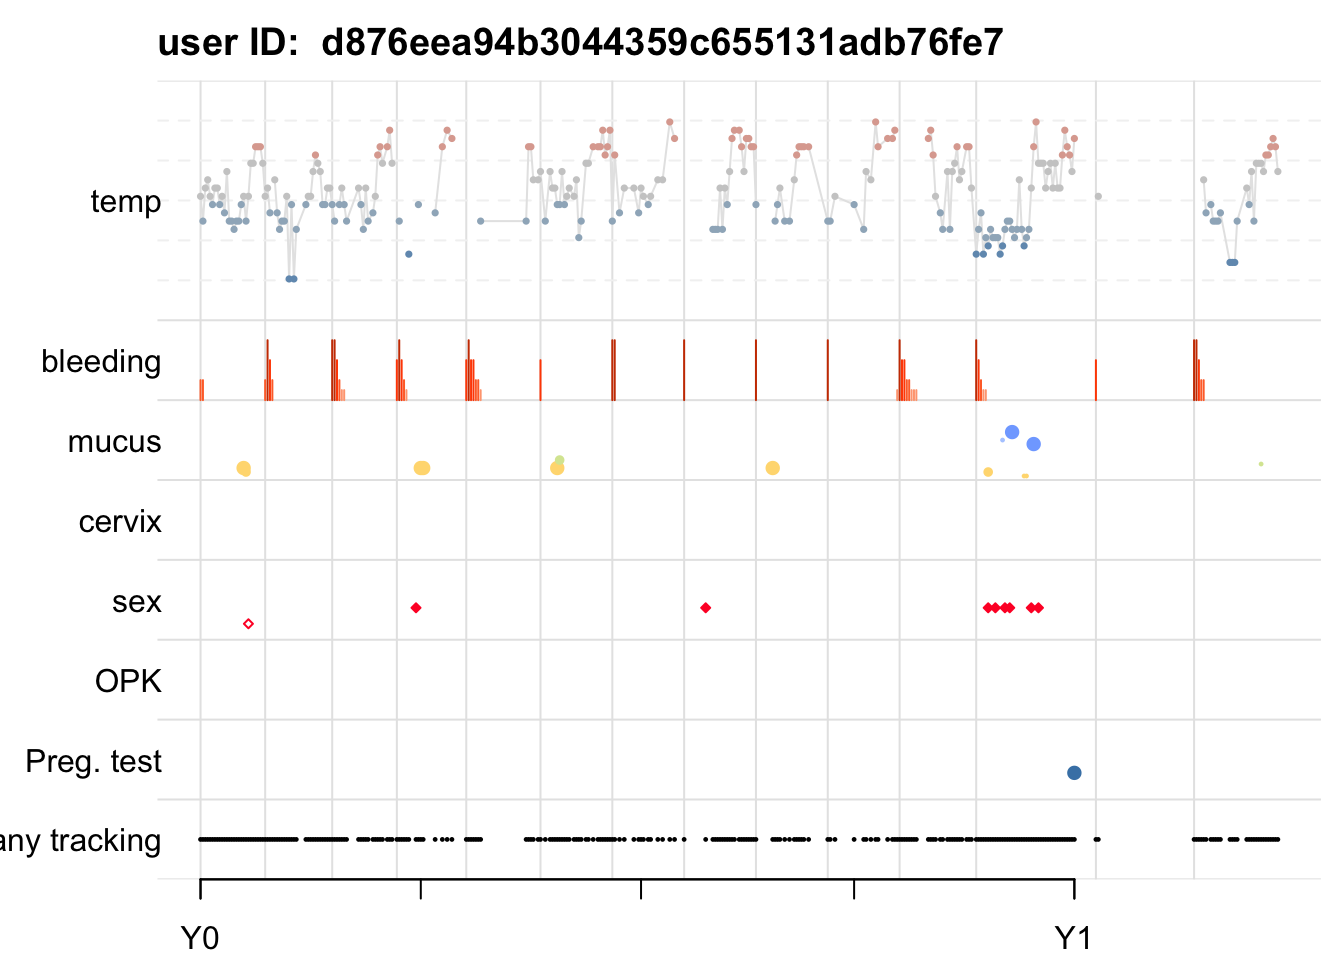 user ID:  d876eea94b3044359c655131adb76fe7
temp
bleeding
mucus
cervix
sex
OPK
Preg. test
any tracking
Y0 Y1